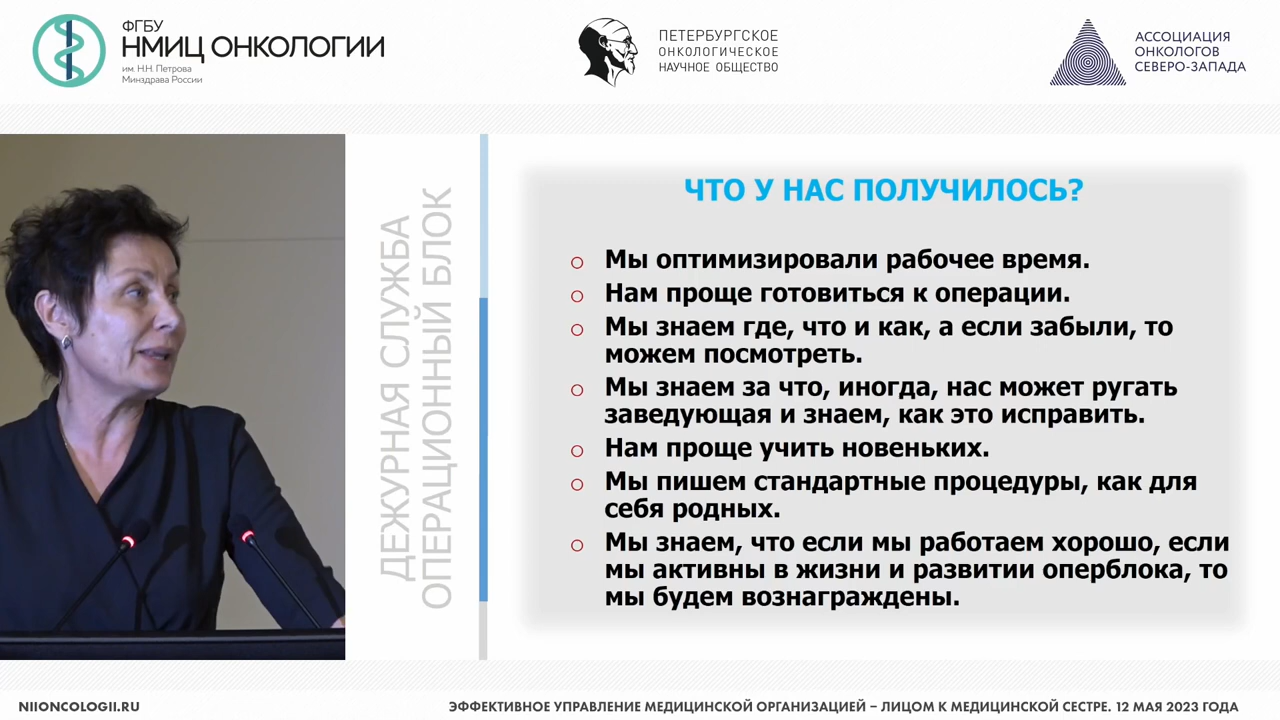 ФГБУ
НМИЦ ОНКОЛОГИИ
им. Н.Н. Петрова
Минздрава России
ПЕТЕРБУРГСКОЕ
ОНКОЛОГИЧЕСКОЕ
НАУЧНОЕ ОБЩЕСТВО
АССОЦИАЦИЯ
ОНКОЛОГОВ
СЕВЕРО-ЗАПАДА
ДЕЖУРНАЯ СЛУЖБА
ОПЕРАЦИОННЫЙ БЛОК
ЧТО У НАС ПОЛУЧИЛОСЬ?
Мы оптимизировали рабочее время.
Нам проще готовиться к операции.
Мы знаем где, что и как, а если забыли, то
можем посмотреть.
Мы знаем за что, иногда, нас может ругать
заведующая и знаем, как это исправить.
Нам проще учить новеньких.
Мы пишем стандартные процедуры, как для
себя родных.
Мы знаем, что если мы работаем хорошо, если
мы активны в жизни и развитии оперблока, то
мы будем вознаграждены.
NIIONCOLOGII.RU
ЭФФЕКТИВНОЕ УПРАВЛЕНИЕ МЕДИЦИНСКОЙ ОРГАНИЗАЦИЕЙ – ЛИЦОМ К МЕДИЦИНСКОЙ СЕСТРЕ. 12 МАЯ 2023 ГОДА